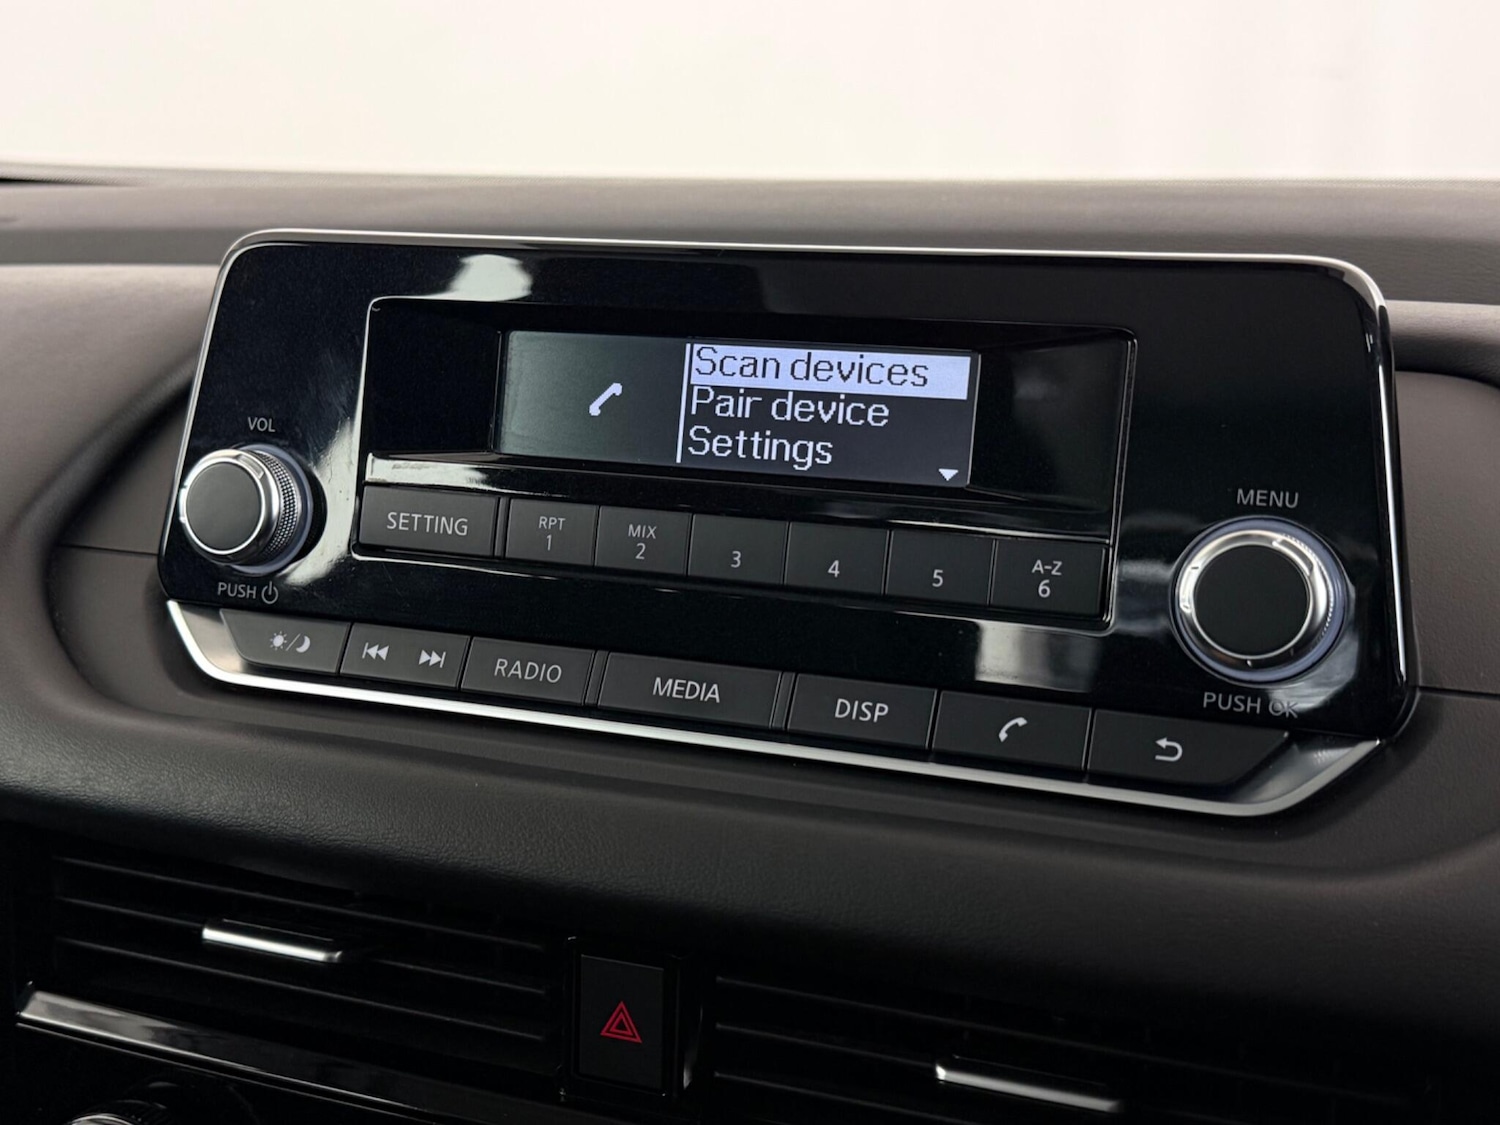 Scan devices
Pair device
Settings
VOL
PUSH
SETTING
RPT
1
MIX
2
3
4
5
A-Z
6
MENU
PUSH OK
RADIO
MEDIA
DISP